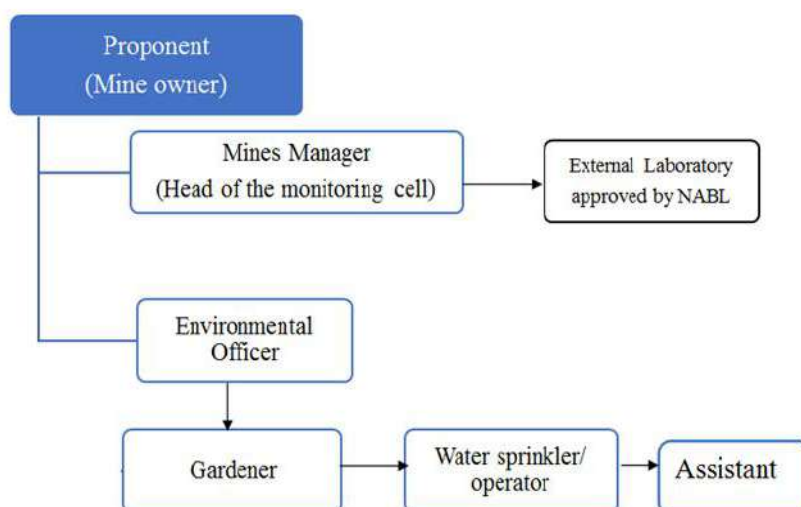 Proponent
(Mine owner)
Mines Manager
(Head of the monitoring cell)
External Laboratory
approved by NABL
Environmental
Officer
Gardener
Water sprinkler/
operator
Assistant